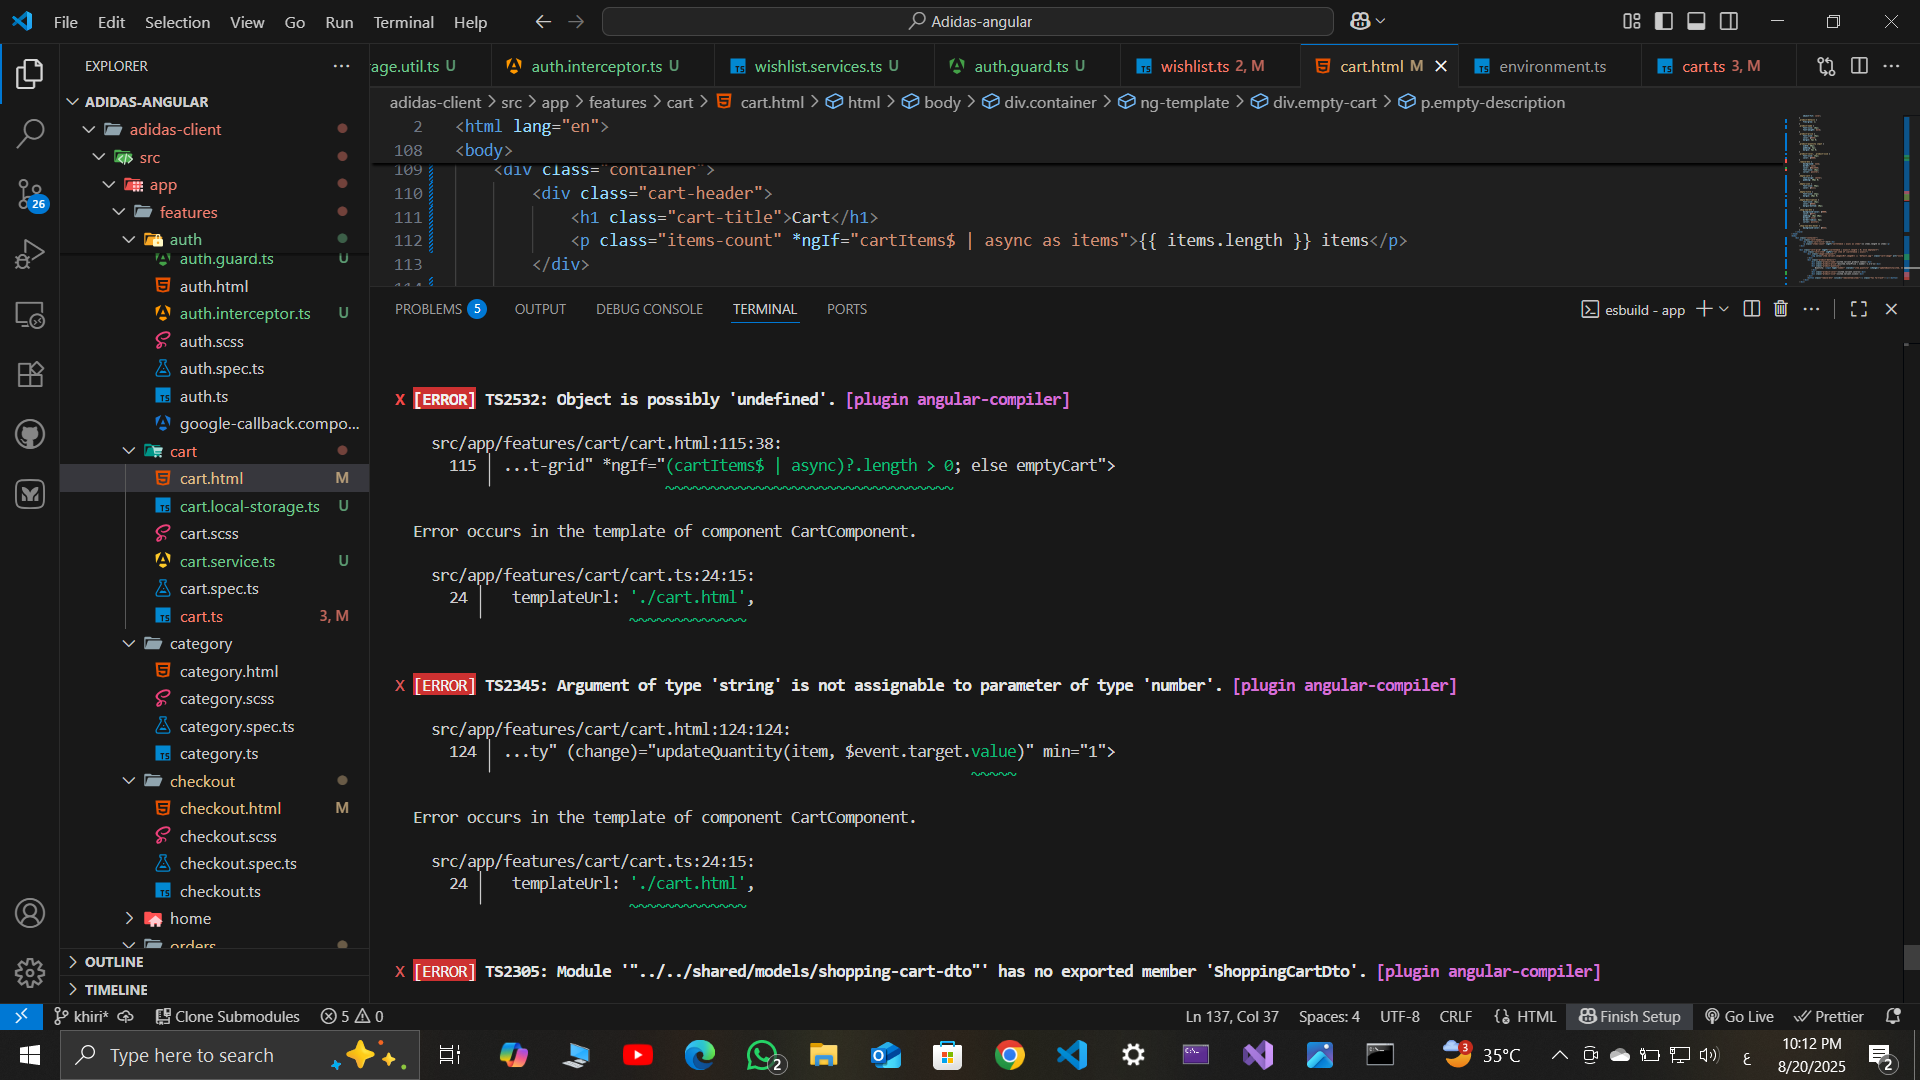 File Edit Selection View Go Run Terminal Help
Adidas-angular
EXPLORER
ADIDAS-ANGULAR
adidas-client
src
app
features
auth
auth.guard.ts U
auth.html
auth.interceptor.ts U
auth.scss
auth.spec.ts
auth.ts
google-callback.compo...
cart
cart.html M
cart.local-storage.ts U
cart.scss
cart.service.ts U
cart.spec.ts
cart.ts 3, M
category
category.html
category.scss
category.spec.ts
category.ts
checkout
checkout.html M
checkout.scss
checkout.spec.ts
checkout.ts
home
orders
OUTLINE
TIMELINE
26
rage.util.ts U
auth.interceptor.ts U
wishlist.services.ts U
auth.guard.ts U
wishlist.ts 2, M
cart.html M
environment.ts
cart.ts 3, M
adidas-client > src > app > features > cart > cart.html > html > body > div.container > ng-template > div.empty-cart > p.empty-description
2 <html lang="en">
108 <body>
109 <div class="container">
110 <div class="cart-header">
111 <h1 class="cart-title">Cart</h1>
112 <p class="items-count" *ngIf="cartItems$ | async as items">{{ items.length }} items</p>
113 </div>
PROBLEMS 5 OUTPUT DEBUG CONSOLE TERMINAL PORTS
esbuild - app
X [ERROR] TS2532: Object is possibly 'undefined'. [plugin angular-compiler]
src/app/features/cart/cart.html:115:38:
115 │ ...t-grid" *ngIf="(cartItems$ | async)?.length > 0; else emptyCart">
Error occurs in the template of component CartComponent.
src/app/features/cart/cart.ts:24:15:
24 │ templateUrl: './cart.html',
X [ERROR] TS2345: Argument of type 'string' is not assignable to parameter of type 'number'. [plugin angular-compiler]
src/app/features/cart/cart.html:124:124:
124 │ ...ty" (change)="updateQuantity(item, $event.target.value)" min="1">
Error occurs in the template of component CartComponent.
src/app/features/cart/cart.ts:24:15:
24 │ templateUrl: './cart.html',
X [ERROR] TS2305: Module '"../../shared/models/shopping-cart-dto"' has no exported member 'ShoppingCartDto'. [plugin angular-compiler]
khiri* Clone Submodules 5 0
Ln 137, Col 37 Spaces: 4 UTF-8 CRLF HTML Finish Setup Go Live Prettier
Type here to search
2
3
35°C
ع
10:12 PM
8/20/2025
2